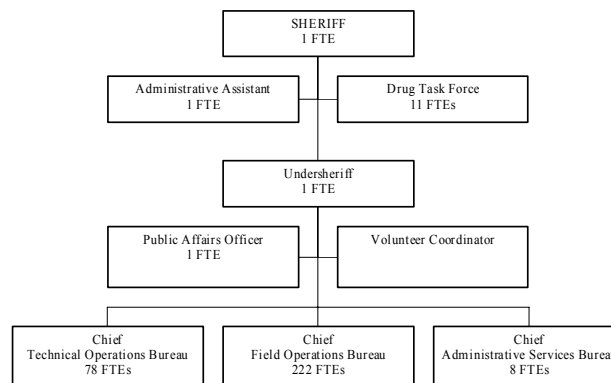 SHERIFF
1 FTE
Administrative Assistant
1 FTE
Drug Task Force
11 FTEs
Undersheriff
1 FTE
Public Affairs Officer
1 FTE
Volunteer Coordinator
Chief
Technical Operations Bureau
78 FTEs
Chief
Field Operations Bureau
222 FTEs
Chief
Administrative Services Bureau
8 FTEs